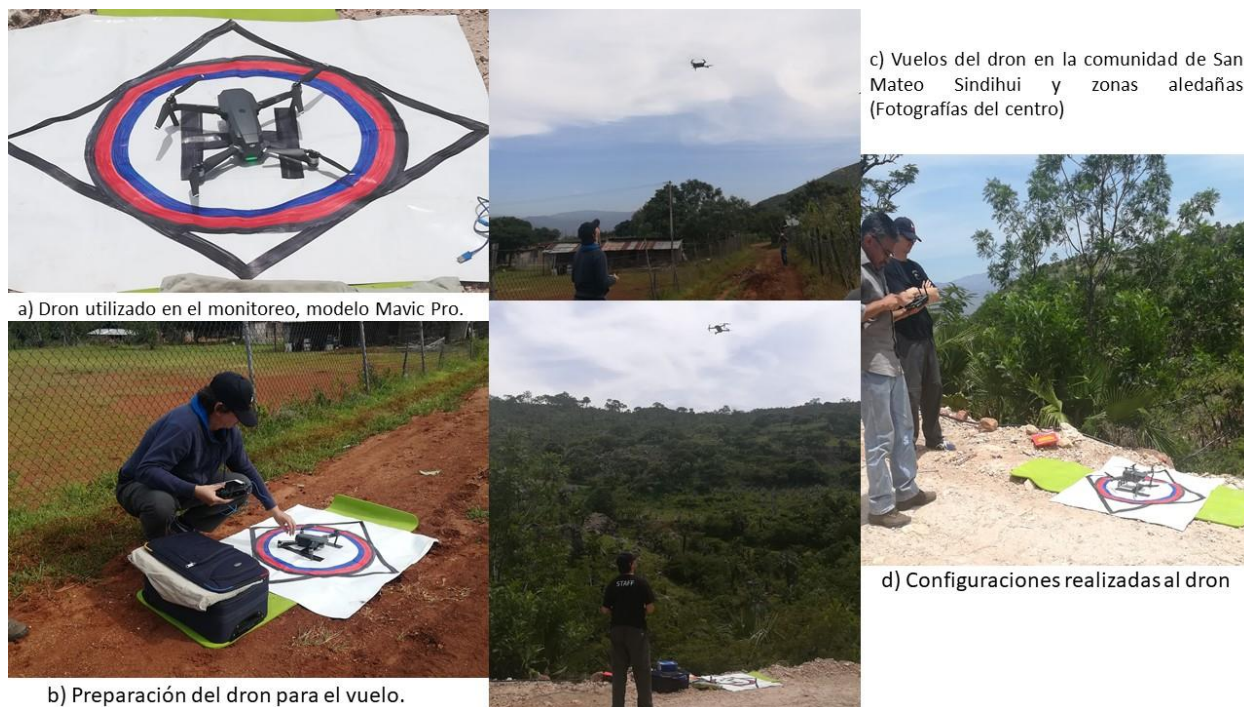 a) Dron utilizado en el monitoreo, modelo Mavic Pro.
b) Preparación del dron para el vuelo.
c) Vuelos del dron en la comunidad de San
Mateo Sindihui y zonas aledañas
(Fotografías del centro)
STAFF
d) Configuraciones realizadas al dron